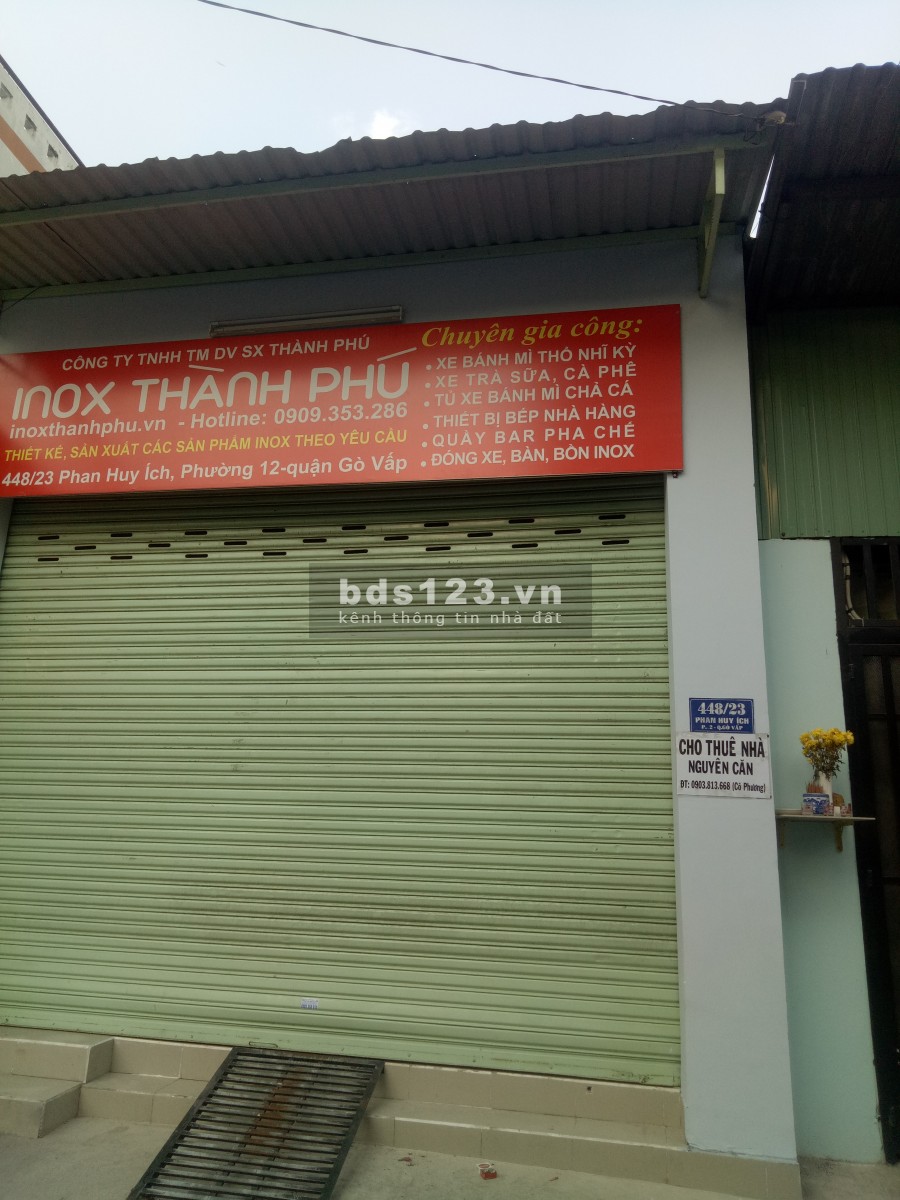 CÔNG TY TNHH TM DV SX THÀNH PHÚ
INOX THÀNH PHÚ
inoxthanhphu.vn - Hotline: 0909.353.286
THIẾT KẾ, SẢN XUẤT CÁC SẢN PHẨM INOX THEO YÊU CẦU
448/23 Phan Huy Ích, Phường 12-quận Gò Vấp
Chuyên gia công:
• XE BÁNH MÌ THỔ NHĨ KỲ
• XE TRÀ SỮA, CÀ PHÊ
• TỦ XE BÁNH MÌ CHẢ CÁ
• THIẾT BỊ BẾP NHÀ HÀNG
• QUẦY BAR PHA CHẾ
• ĐÓNG XE, BÀN, BỒN INOX
bds123.vn
kênh thông tin nhà đất
448/23
PHAN HUY ÍCH
CHO THUÊ NHÀ
NGUYÊN CĂN
ĐT: 0903.813.668 (Cô Phương)